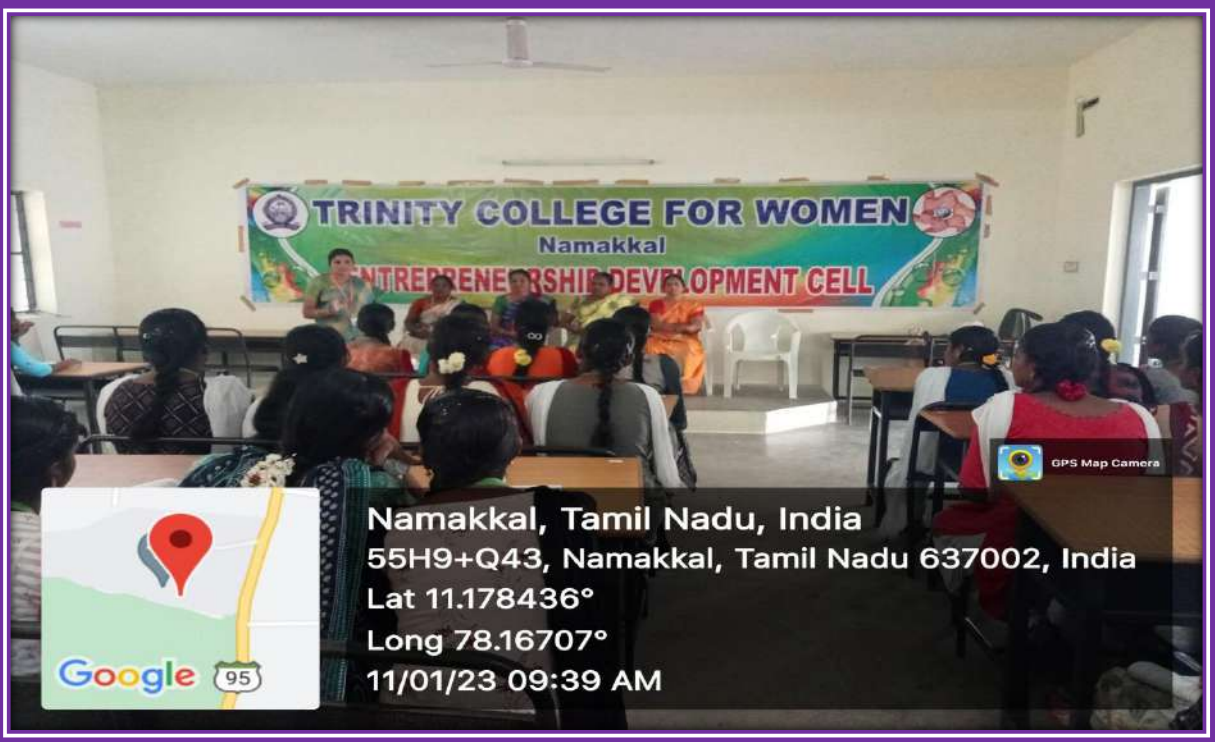 TRINITY COLLEGE FOR WOMEN
Namakkal
ENTREPRENEURSHIP DEVELOPMENT CELL
GPS Map Camera
Namakkal, Tamil Nadu, India
55H9+Q43, Namakkal, Tamil Nadu 637002, India
Lat 11.178436°
Long 78.16707°
11/01/23 09:39 AM
Google
95